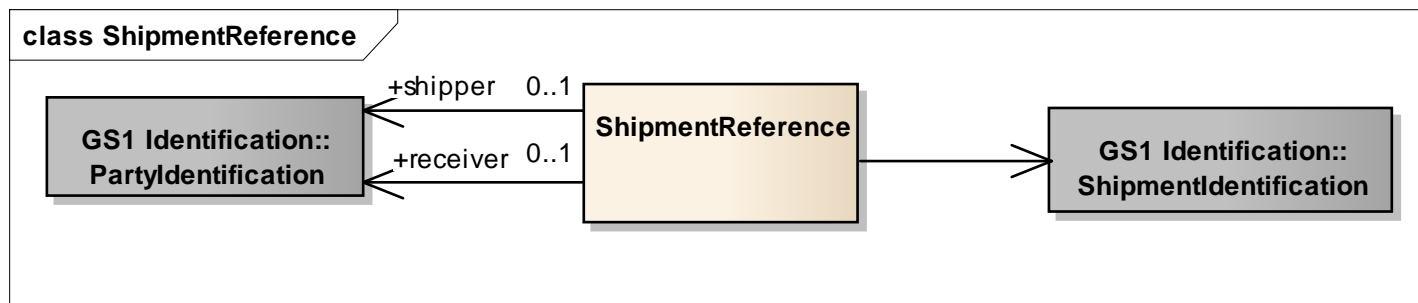 class ShipmentReference
+shipper 0..1
GS1 Identification::
PartyIdentification
+receiver 0..1
ShipmentReference
GS1 Identification::
ShipmentIdentification